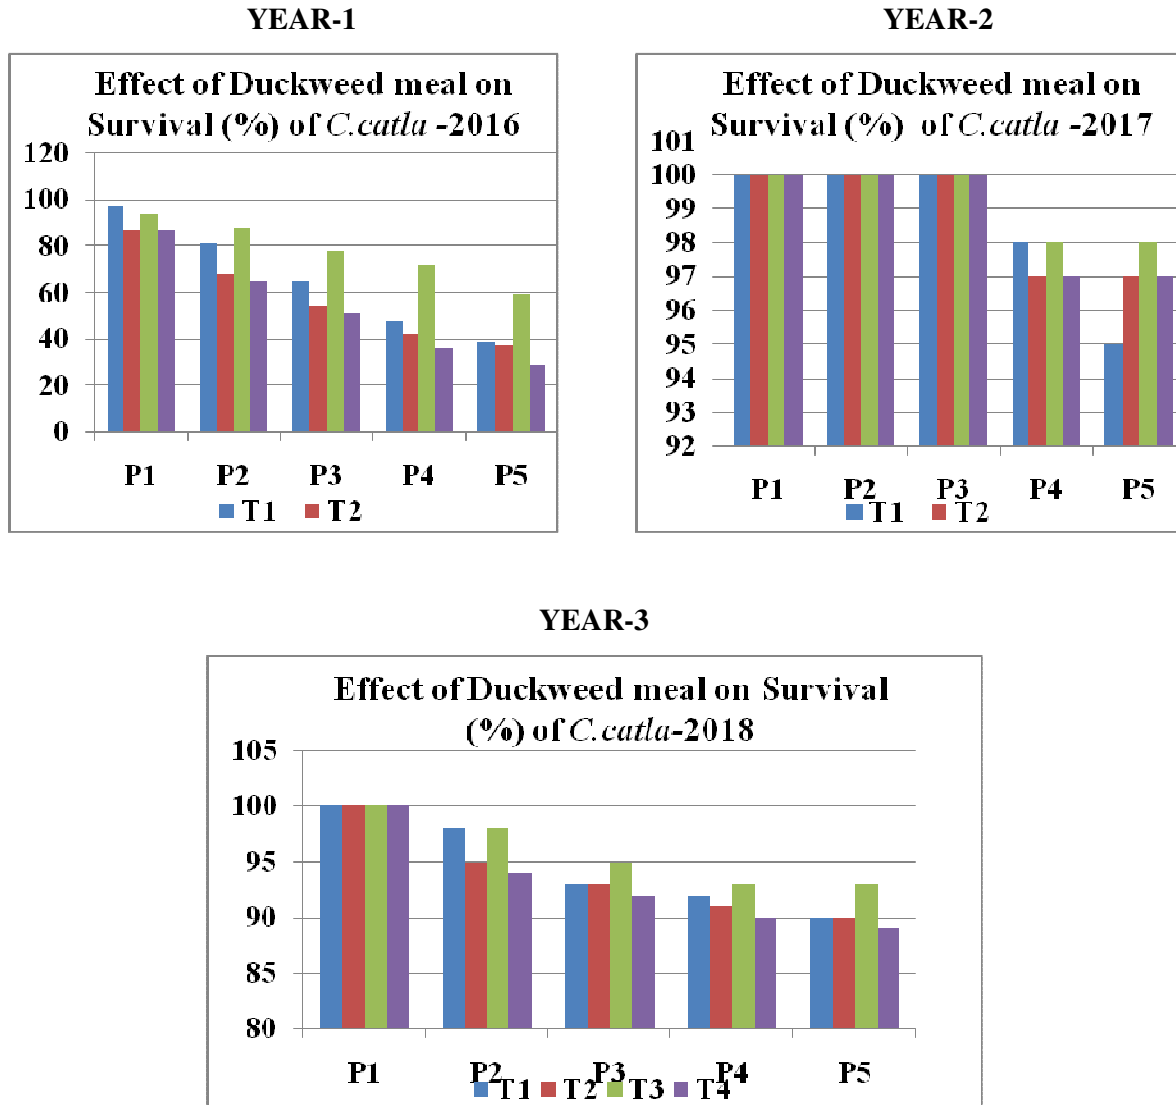 YEAR-1
Effect of Duckweed meal on
Survival (%) of C.catla -2016
120
100
80
60
40
20
0
P1 P2 P3 P4 P5
T1 T2
YEAR-2
Effect of Duckweed meal on
Survival (%) of C.catla -2017
101
100
99
98
97
96
95
94
93
92
P1 P2 P3 P4 P5
T1 T2
YEAR-3
Effect of Duckweed meal on Survival
(%) of C.catla-2018
105
100
95
90
85
80
P1 P2 P3 P4 P5
T1 T2 T3 T4